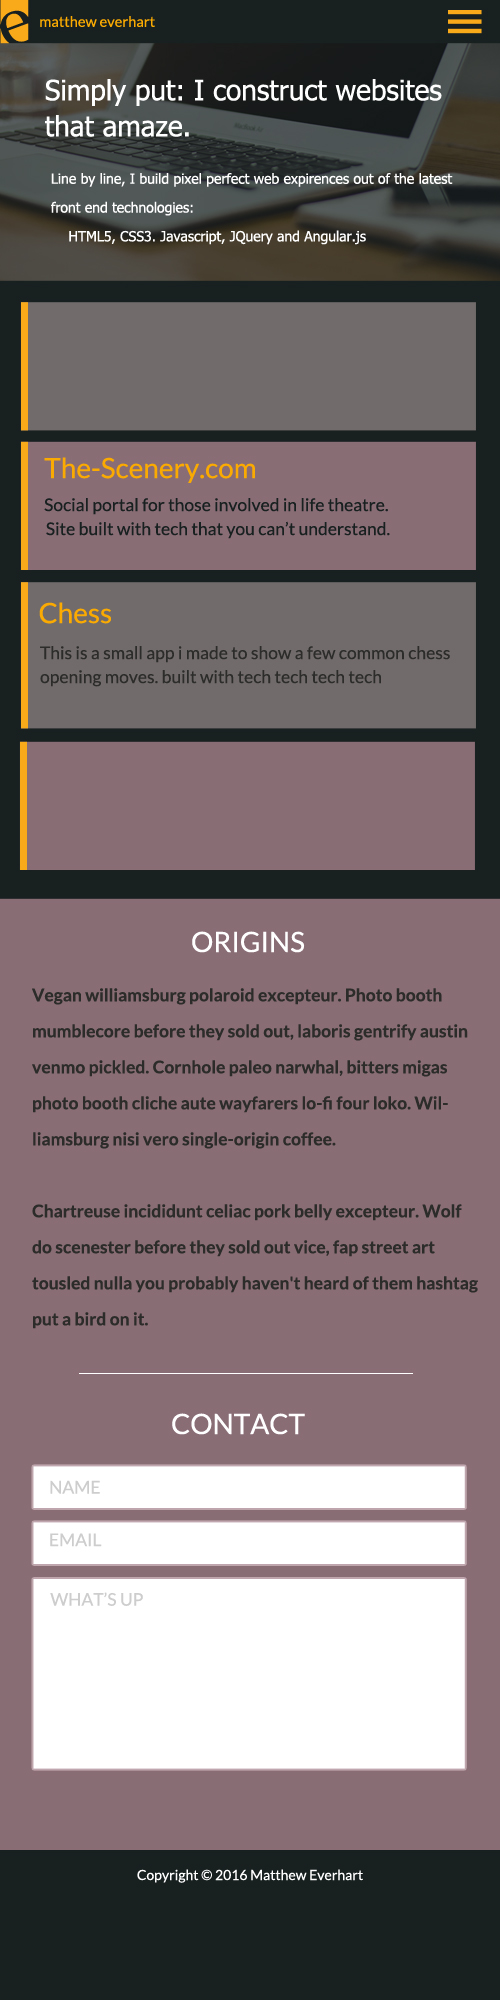 e matthew everhart
Simply put: I construct websites
that amaze.
Line by line, I build pixel perfect web expirences out of the latest
front end technologies:
HTML5, CSS3. Javascript, JQuery and Angular.js
The-Scenery.com
Social portal for those involved in life theatre.
Site built with tech that you can't understand.
Chess
This is a small app i made to show a few common chess
opening moves. built with tech tech tech tech
ORIGINS
Vegan williamsburg polaroid excepteur. Photo booth
mumblecore before they sold out, laboris gentrify austin
venmo pickled. Cornhole paleo narwhal, bitters migas
photo booth cliche aute wayfarers lo-fi four loko. Wil-
liamsburg nisi vero single-origin coffee.
Chartreuse incididunt celiac pork belly excepteur. Wolf
do scenester before they sold out vice, fap street art
tousled nulla you probably haven't heard of them hashtag
put a bird on it.
CONTACT
NAME
EMAIL
WHAT'S UP
Copyright © 2016 Matthew Everhart